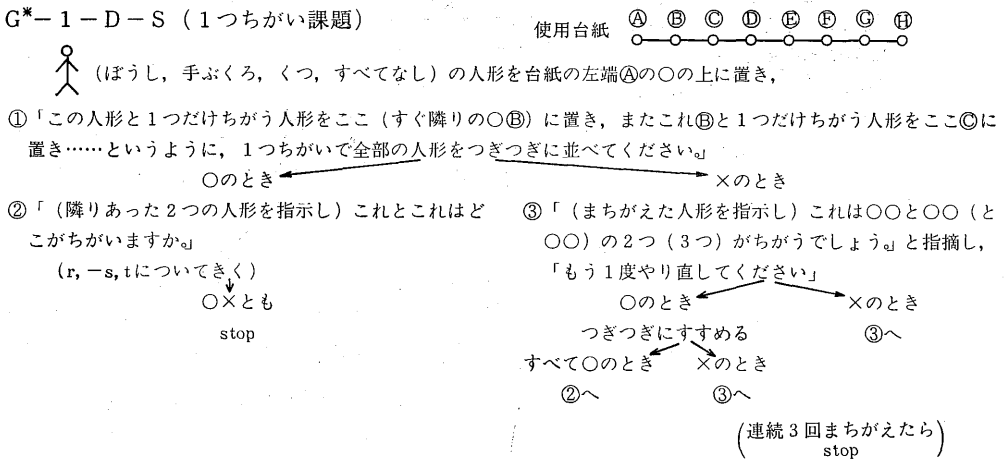 G*－1－D－S（1つちがい課題）
使用台紙 Ⓐ Ⓑ Ⓒ Ⓓ Ⓔ Ⓕ Ⓖ Ⓗ
（ぼうし，手ぶくろ，くつ，すべてなし）の人形を台紙の左端Ⓐの○の上に置き，
①「この人形と1つだけちがう人形をここ（すぐ隣りの○Ⓑ）に置き，またこれⒷと1つだけちがう人形をここⒸに
置き……というように，1つちがいで全部の人形をつぎつぎに並べてください。」
○のとき
×のとき
②「（隣りあった2つの人形を指示し）これとこれはど
こがちがいますか。」
（r, －s, tについてきく）
○×とも
stop
③「（まちがえた人形を指示し）これは○○と○○（と
○○）の2つ（3つ）がちがうでしょう。」と指摘し，
「もう1度やり直してください」
○のとき
×のとき
つぎつぎにすすめる
③へ
すべて○のとき
×のとき
②へ
③へ
（連続3回まちがえたら
stop）